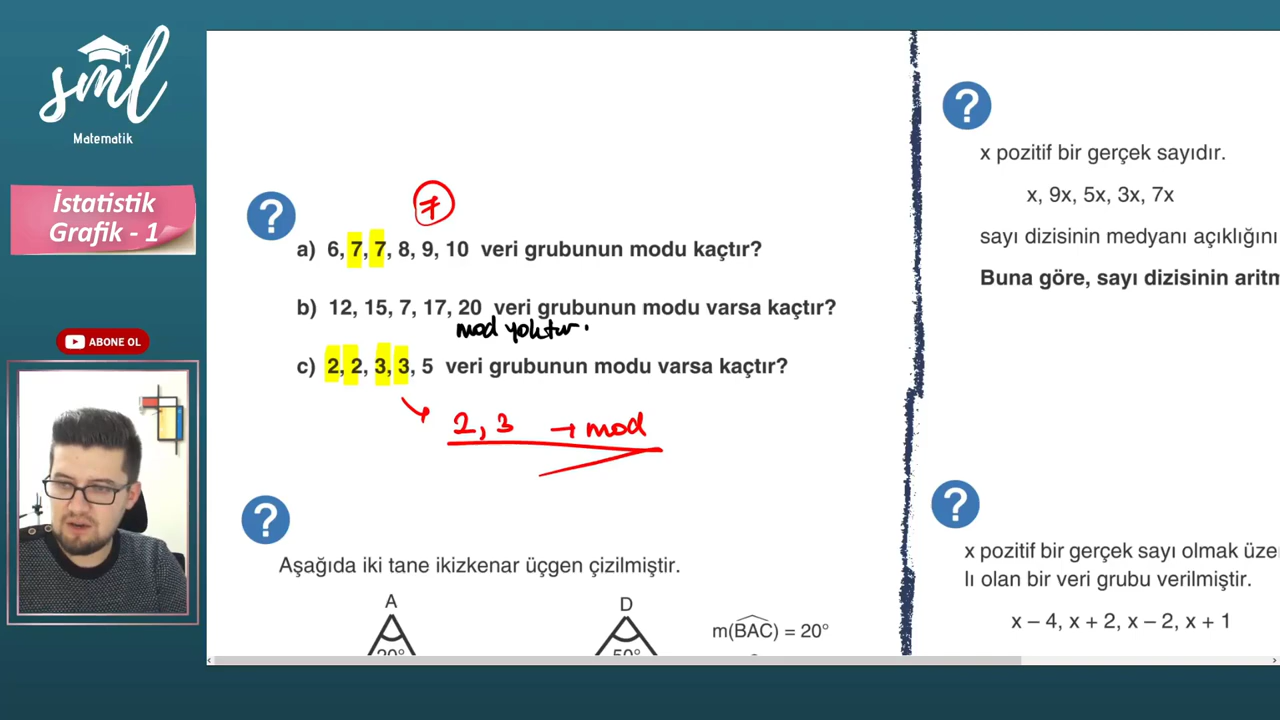 sml
Matematik
İstatistik
Grafik - 1
ABONE OL
7
a) 6, 7, 7, 8, 9, 10 veri grubunun modu kaçtır?
b) 12, 15, 7, 17, 20 veri grubunun modu varsa kaçtır?
mod yoktur.
c) 2, 2, 3, 3, 5 veri grubunun modu varsa kaçtır?
2, 3 → mod
?
Aşağıda iki tane ikizkenar üçgen çizilmiştir.
A
D
m(BAC) = 20°
20°
50°
?
x pozitif bir gerçek sayıdır.
x, 9x, 5x, 3x, 7x
sayı dizisinin medyanı açıklığını
Buna göre, sayı dizisinin aritm
?
x pozitif bir gerçek sayı olmak üze
lı olan bir veri grubu verilmiştir.
x – 4, x + 2, x – 2, x + 1